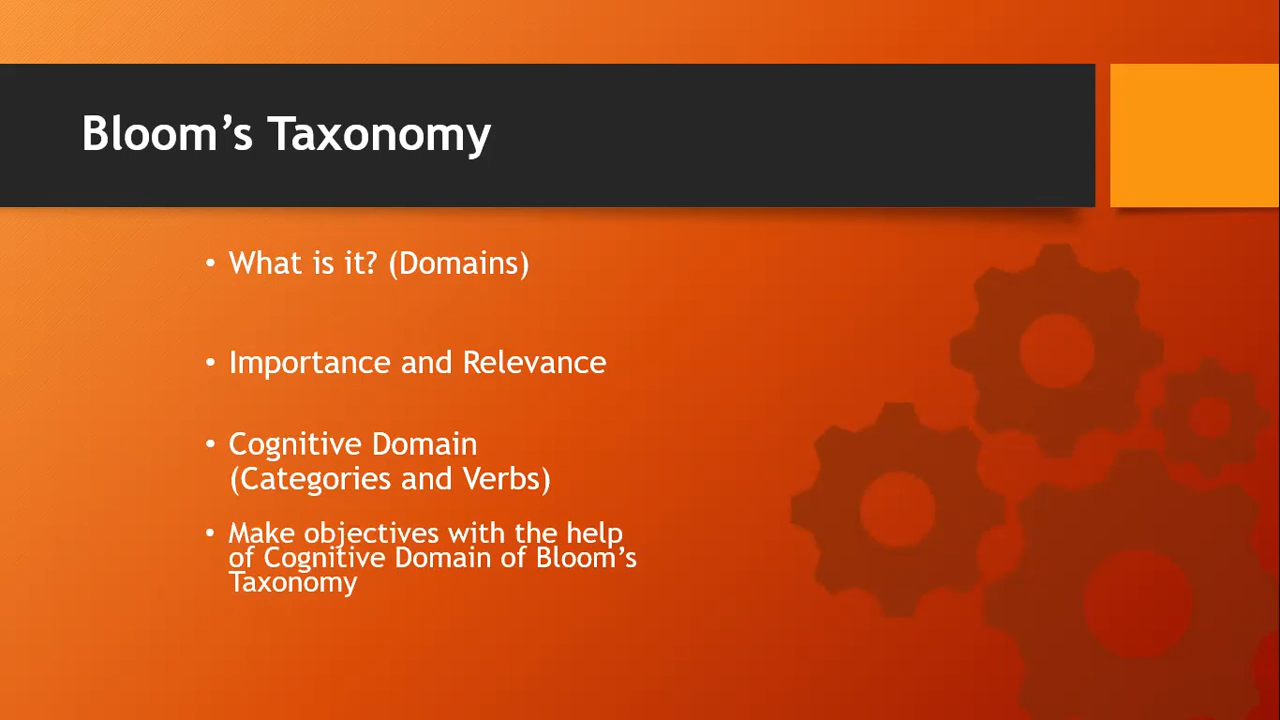 Bloom’s Taxonomy
• What is it? (Domains)
• Importance and Relevance
• Cognitive Domain
(Categories and Verbs)
• Make objectives with the help
of Cognitive Domain of Bloom’s
Taxonomy